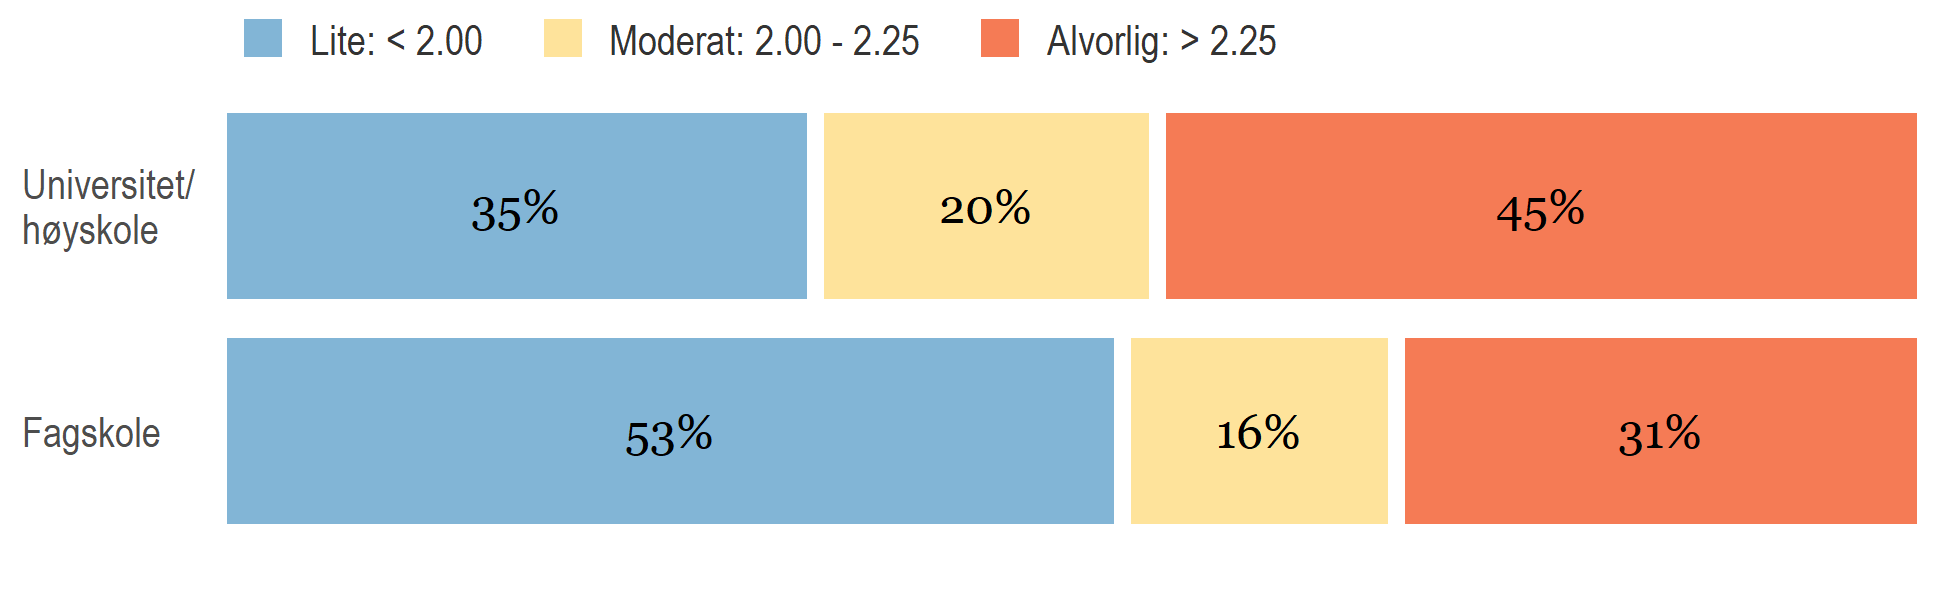 Lite: < 2.00 Moderat: 2.00 - 2.25 Alvorlig: > 2.25
Universitet/
høyskole
35% 20% 45%
Fagskole
53% 16% 31%